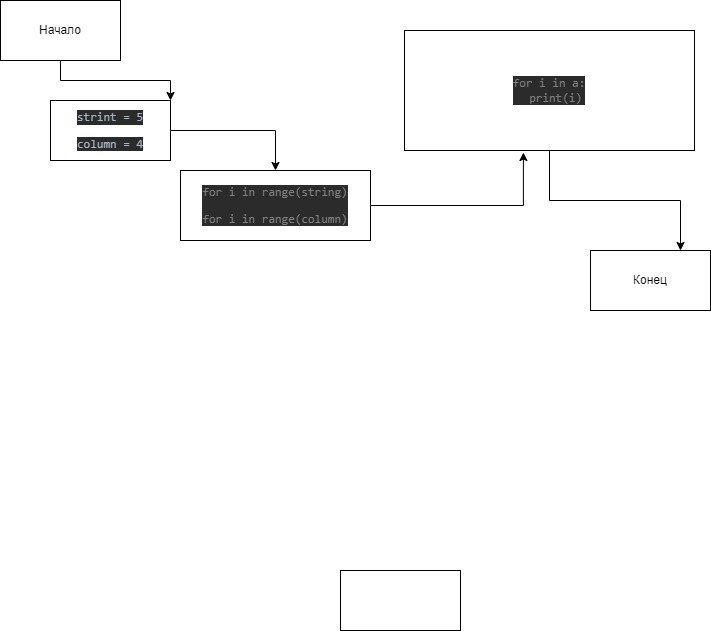 Начало
strint = 5
column = 4
for i in range(string)
for i in range(column)
for i in a:
print(i)
Конец